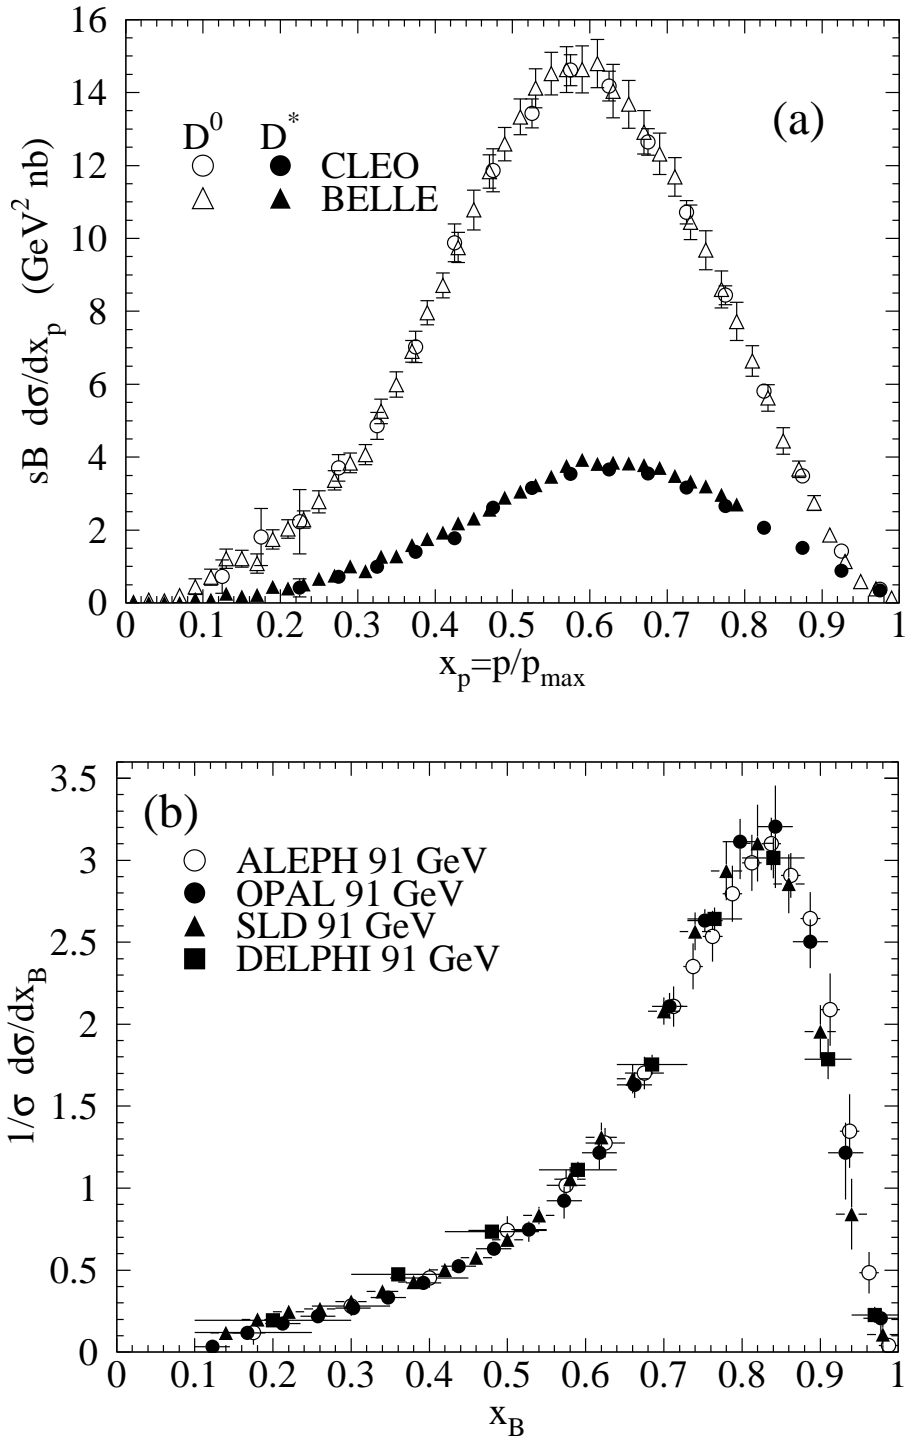 16
14
12
10
8
6
4
2
0
sB dσ/dx_p (GeV² nb)
(a)
D⁰ D*
CLEO
BELLE
0 0.1 0.2 0.3 0.4 0.5 0.6 0.7 0.8 0.9 1
x_p=p/p_max
3.5
3
2.5
2
1.5
1
0.5
0
1/σ dσ/dx_B
(b)
ALEPH 91 GeV
OPAL 91 GeV
SLD 91 GeV
DELPHI 91 GeV
0 0.1 0.2 0.3 0.4 0.5 0.6 0.7 0.8 0.9 1
x_B